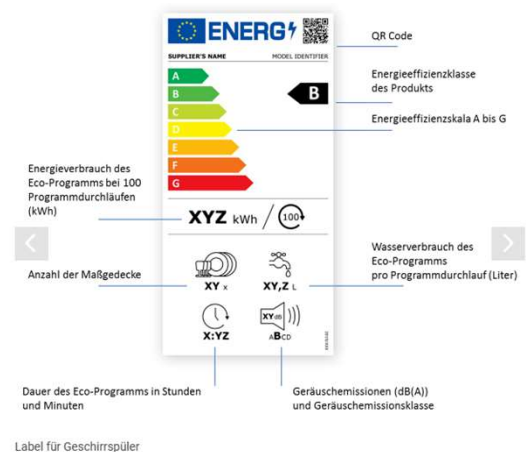 ENERG
QR Code
SUPPLIER'S NAME MODEL IDENTIFIER
A
B
B
C
D
E
F
G
Energieeffizienzklasse
des Produkts
Energieeffizienzskala A bis G
Energieverbrauch des
Eco-Programms bei 100
Programmdurchläufen
(kWh)
XYZ kWh / 100
Anzahl der Maßgedecke
XY x
XY,Z L
Wasserverbrauch des
Eco-Programms
pro Programmdurchlauf (Liter)
X:YZ
XY dB
ABCD
Dauer des Eco-Programms in Stunden
und Minuten
Geräuschemissionen (dB(A))
und Geräuschemissionsklasse
Label für Geschirrspüler